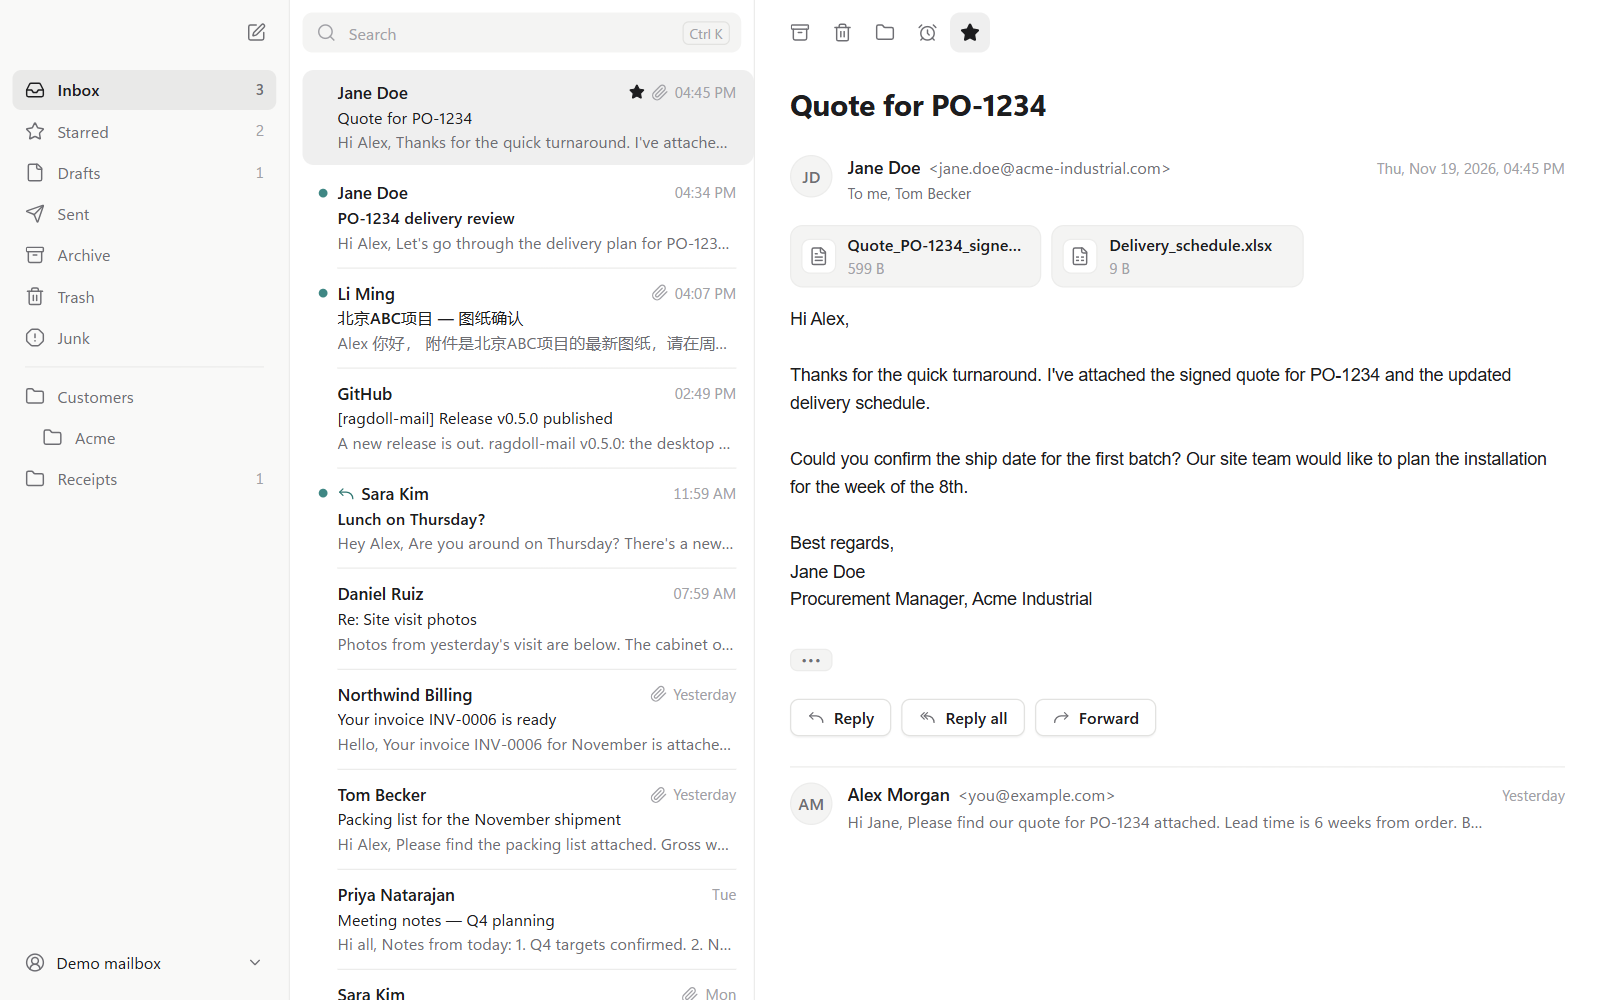 Inbox 3
Starred 2
Drafts 1
Sent
Archive
Trash
Junk
Customers
Acme
Receipts 1
Demo mailbox
Search Ctrl K
Jane Doe 04:45 PM
Quote for PO-1234
Hi Alex, Thanks for the quick turnaround. I've attache...
Jane Doe 04:34 PM
PO-1234 delivery review
Hi Alex, Let's go through the delivery plan for PO-123...
Li Ming 04:07 PM
北京ABC项目 — 图纸确认
Alex 你好， 附件是北京ABC项目的最新图纸，请在周...
GitHub 02:49 PM
[ragdoll-mail] Release v0.5.0 published
A new release is out. ragdoll-mail v0.5.0: the desktop ...
Sara Kim 11:59 AM
Lunch on Thursday?
Hey Alex, Are you around on Thursday? There's a new...
Daniel Ruiz 07:59 AM
Re: Site visit photos
Photos from yesterday's visit are below. The cabinet o...
Northwind Billing Yesterday
Your invoice INV-0006 is ready
Hello, Your invoice INV-0006 for November is attache...
Tom Becker Yesterday
Packing list for the November shipment
Hi Alex, Please find the packing list attached. Gross w...
Priya Natarajan Tue
Meeting notes — Q4 planning
Hi all, Notes from today: 1. Q4 targets confirmed. 2. N...
Sara Kim Mon
Quote for PO-1234
JD Jane Doe <jane.doe@acme-industrial.com> Thu, Nov 19, 2026, 04:45 PM
To me, Tom Becker
Quote_PO-1234_signe... Delivery_schedule.xlsx
599 B 9 B
Hi Alex,
Thanks for the quick turnaround. I've attached the signed quote for PO-1234 and the updated
delivery schedule.
Could you confirm the ship date for the first batch? Our site team would like to plan the installation
for the week of the 8th.
Best regards,
Jane Doe
Procurement Manager, Acme Industrial
Reply Reply all Forward
AM Alex Morgan <you@example.com> Yesterday
Hi Jane, Please find our quote for PO-1234 attached. Lead time is 6 weeks from order. B...